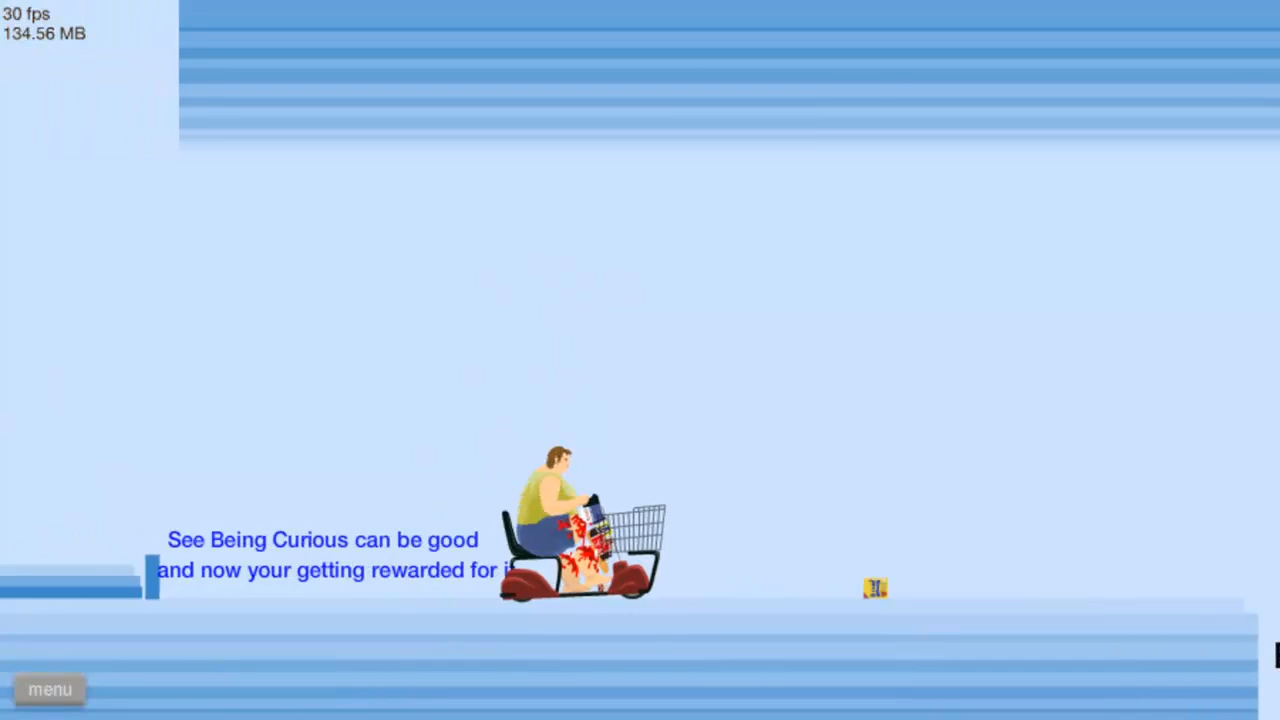 30 fps
134.56 MB
See Being Curious can be good
and now your getting rewarded for
menu